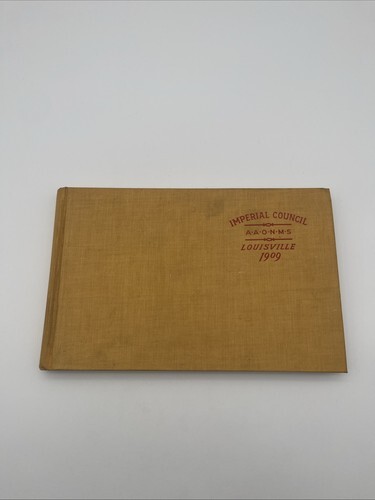 IMPERIAL COUNCIL
A·A·O·N·M·S
LOUISVILLE
1909